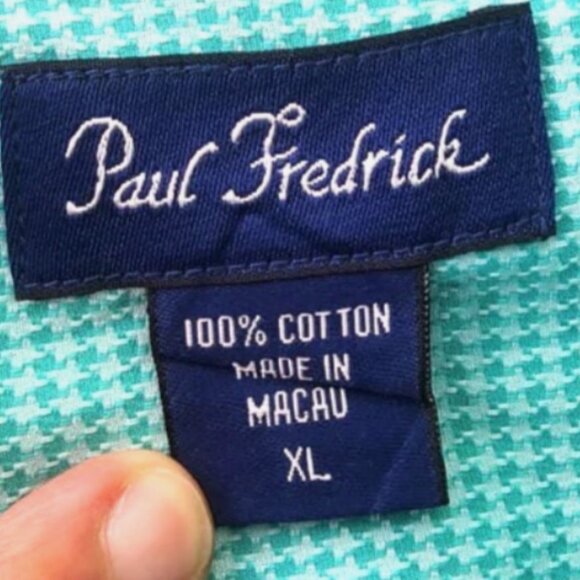 Paul Fredrick
100% COTTON
MADE IN
MACAU
XL